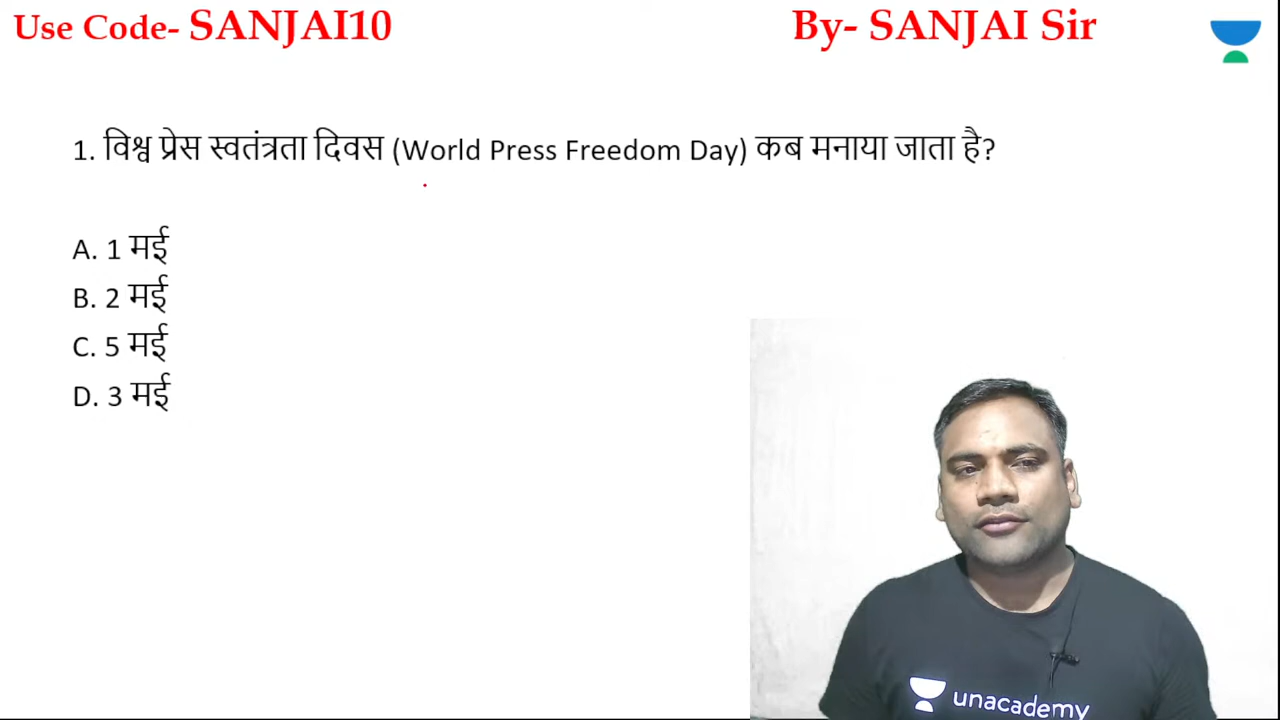 Use Code- SANJAI10
By- SANJAI Sir
1. विश्व प्रेस स्वतंत्रता दिवस (World Press Freedom Day) कब मनाया जाता है?
A. 1 मई
B. 2 मई
C. 5 मई
D. 3 मई
unacademy